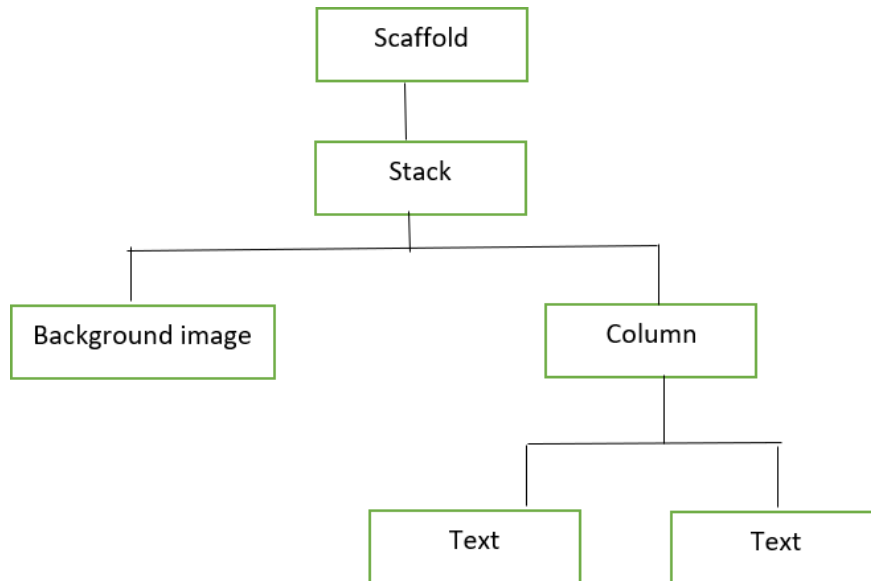 Scaffold
Stack
Background image
Column
Text
Text